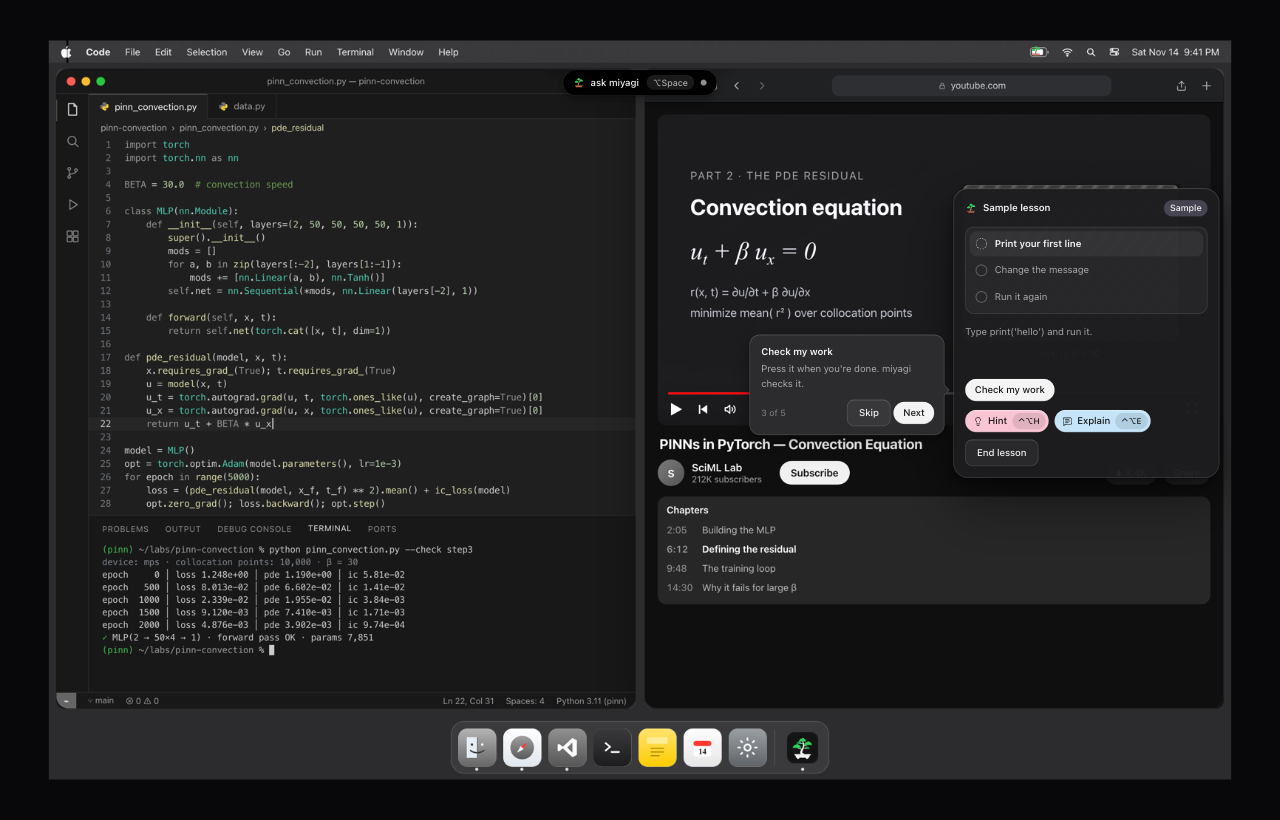 Code File Edit Selection View Go Run Terminal Window Help
Sat Nov 14 9:41 PM
pinn_convection.py — pinn-convection
ask miyagi ⌥Space
youtube.com
pinn_convection.py data.py
pinn-convection › pinn_convection.py › pde_residual
1 import torch
2 import torch.nn as nn
3
4 BETA = 30.0  # convection speed
5
6 class MLP(nn.Module):
7     def __init__(self, layers=(2, 50, 50, 50, 50, 1)):
8         super().__init__()
9         mods = []
10         for a, b in zip(layers[:-2], layers[1:-1]):
11             mods += [nn.Linear(a, b), nn.Tanh()]
12         self.net = nn.Sequential(*mods, nn.Linear(layers[-2], 1))
13
14     def forward(self, x, t):
15         return self.net(torch.cat([x, t], dim=1))
16
17 def pde_residual(model, x, t):
18     x.requires_grad_(True); t.requires_grad_(True)
19     u = model(x, t)
20     u_t = torch.autograd.grad(u, t, torch.ones_like(u), create_graph=True)[0]
21     u_x = torch.autograd.grad(u, x, torch.ones_like(u), create_graph=True)[0]
22     return u_t + BETA * u_x
23
24 model = MLP()
25 opt = torch.optim.Adam(model.parameters(), lr=1e-3)
26 for epoch in range(5000):
27     loss = (pde_residual(model, x_f, t_f) ** 2).mean() + ic_loss(model)
28     opt.zero_grad(); loss.backward(); opt.step()
PROBLEMS OUTPUT DEBUG CONSOLE TERMINAL PORTS
(pinn) ~/labs/pinn-convection % python pinn_convection.py --check step3
device: mps · collocation points: 10,000 · β = 30
epoch    0 │ loss 1.248e+00 │ pde 1.190e+00 │ ic 5.81e-02
epoch  500 │ loss 8.013e-02 │ pde 6.602e-02 │ ic 1.41e-02
epoch 1000 │ loss 2.339e-02 │ pde 1.955e-02 │ ic 3.84e-03
epoch 1500 │ loss 9.120e-03 │ pde 7.410e-03 │ ic 1.71e-03
epoch 2000 │ loss 4.876e-03 │ pde 3.902e-03 │ ic 9.74e-04
✓ MLP(2 → 50×4 → 1) · forward pass OK · params 7,851
(pinn) ~/labs/pinn-convection %
main 0 0 Ln 22, Col 31 Spaces: 4 Python 3.11 (pinn)
PART 2 · THE PDE RESIDUAL
Convection equation
u_t + β u_x = 0
r(x, t) = ∂u/∂t + β ∂u/∂x
minimize mean( r² ) over collocation points
Check my work
Press it when you're done. miyagi
checks it.
3 of 5 Skip Next
Sample lesson Sample
Print your first line
Change the message
Run it again
Type print('hello') and run it.
Check my work
Hint ^⌥H Explain ^⌥E
End lesson
PINNs in PyTorch — Convection Equation
S SciML Lab
212K subscribers
Subscribe
Chapters
2:05 Building the MLP
6:12 Defining the residual
9:48 The training loop
14:30 Why it fails for large β
14